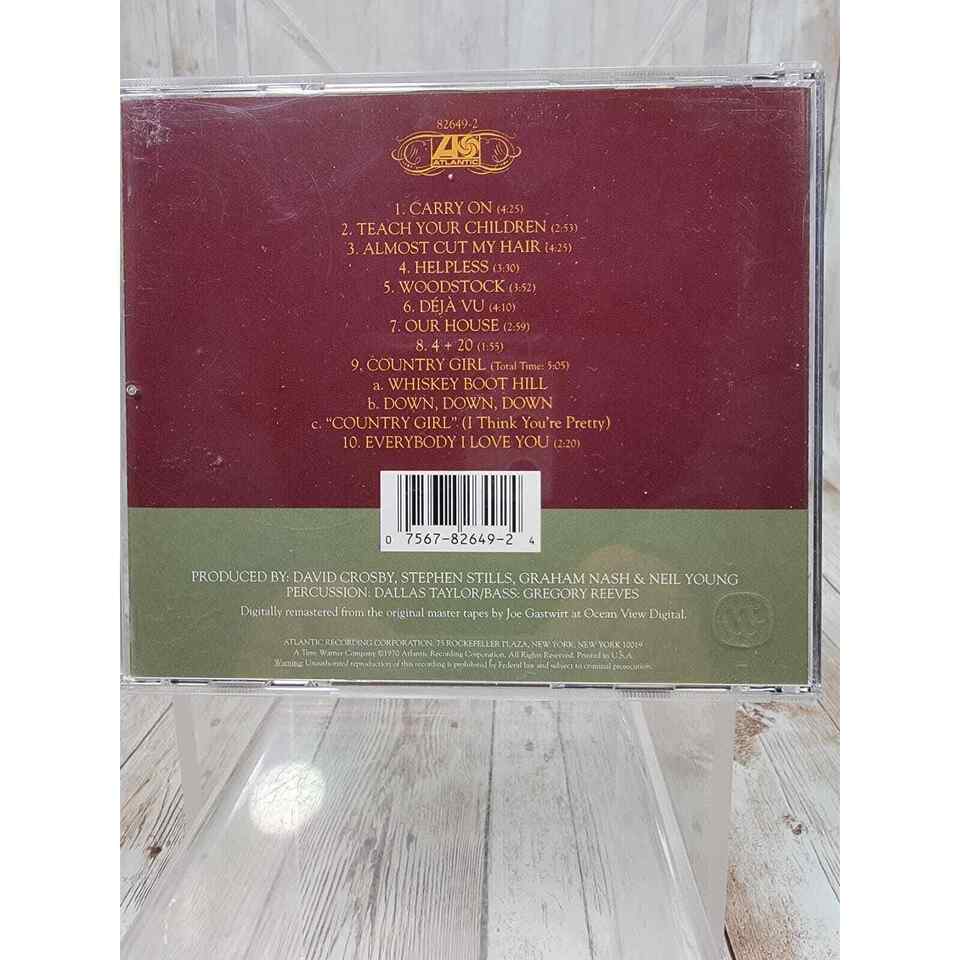 82649-2
ATLANTIC
1. CARRY ON (4:25)
2. TEACH YOUR CHILDREN (2:53)
3. ALMOST CUT MY HAIR (4:25)
4. HELPLESS (3:30)
5. WOODSTOCK (3:52)
6. DÉJÀ VU (4:10)
7. OUR HOUSE (2:59)
8. 4 + 20 (1:55)
9. COUNTRY GIRL (Total Time: 5:05)
a. WHISKEY BOOT HILL
b. DOWN, DOWN, DOWN
c. “COUNTRY GIRL” (I Think You're Pretty)
10. EVERYBODY I LOVE YOU (2:20)
0 7567-82649-2 4
PRODUCED BY: DAVID CROSBY, STEPHEN STILLS, GRAHAM NASH & NEIL YOUNG
PERCUSSION: DALLAS TAYLOR/BASS: GREGORY REEVES
Digitally remastered from the original master tapes by Joe Gastwirt at Ocean View Digital.
ATLANTIC RECORDING CORPORATION, 75 ROCKEFELLER PLAZA, NEW YORK, NEW YORK 10019
A Time Warner Company ©1970 Atlantic Recording Corporation. All Rights Reserved. Printed in U.S.A.
Warning: Unauthorized reproduction of this recording is prohibited by Federal law and subject to criminal prosecution.